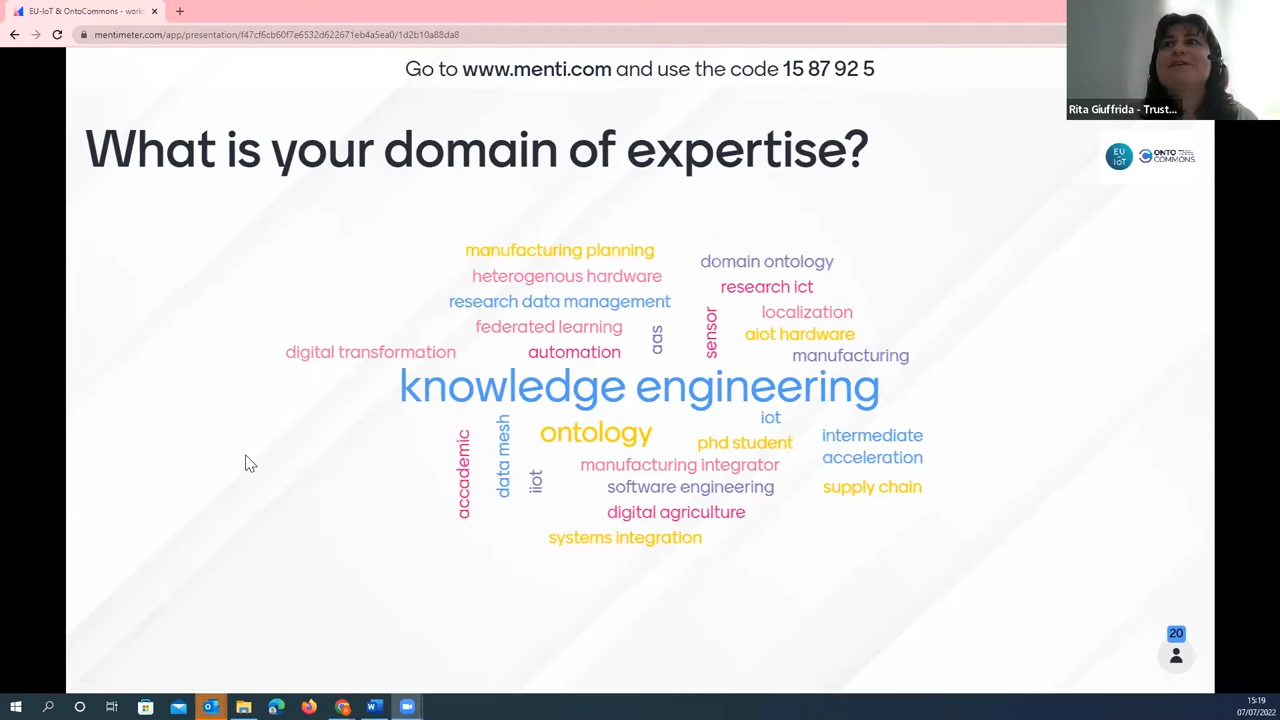 EU-IoT & OntoCommons - work
mentimeter.com/app/presentation/f47cf6cb60f7e6532d622671eb4a5ea0/1d2b10a88da8
Go to www.menti.com and use the code 15 87 92 5
Rita Giuffrida - Trust...
What is your domain of expertise?
EU
IoT
ONTO
COMMONS
manufacturing planning
domain ontology
heterogenous hardware
research ict
research data management
localization
federated learning
aas
sensor
aiot hardware
digital transformation
automation
manufacturing
knowledge engineering
iot
accademic
data mesh
ontology
phd student
intermediate
acceleration
iiot
manufacturing integrator
software engineering
supply chain
digital agriculture
systems integration
20
15:19
07/07/2022